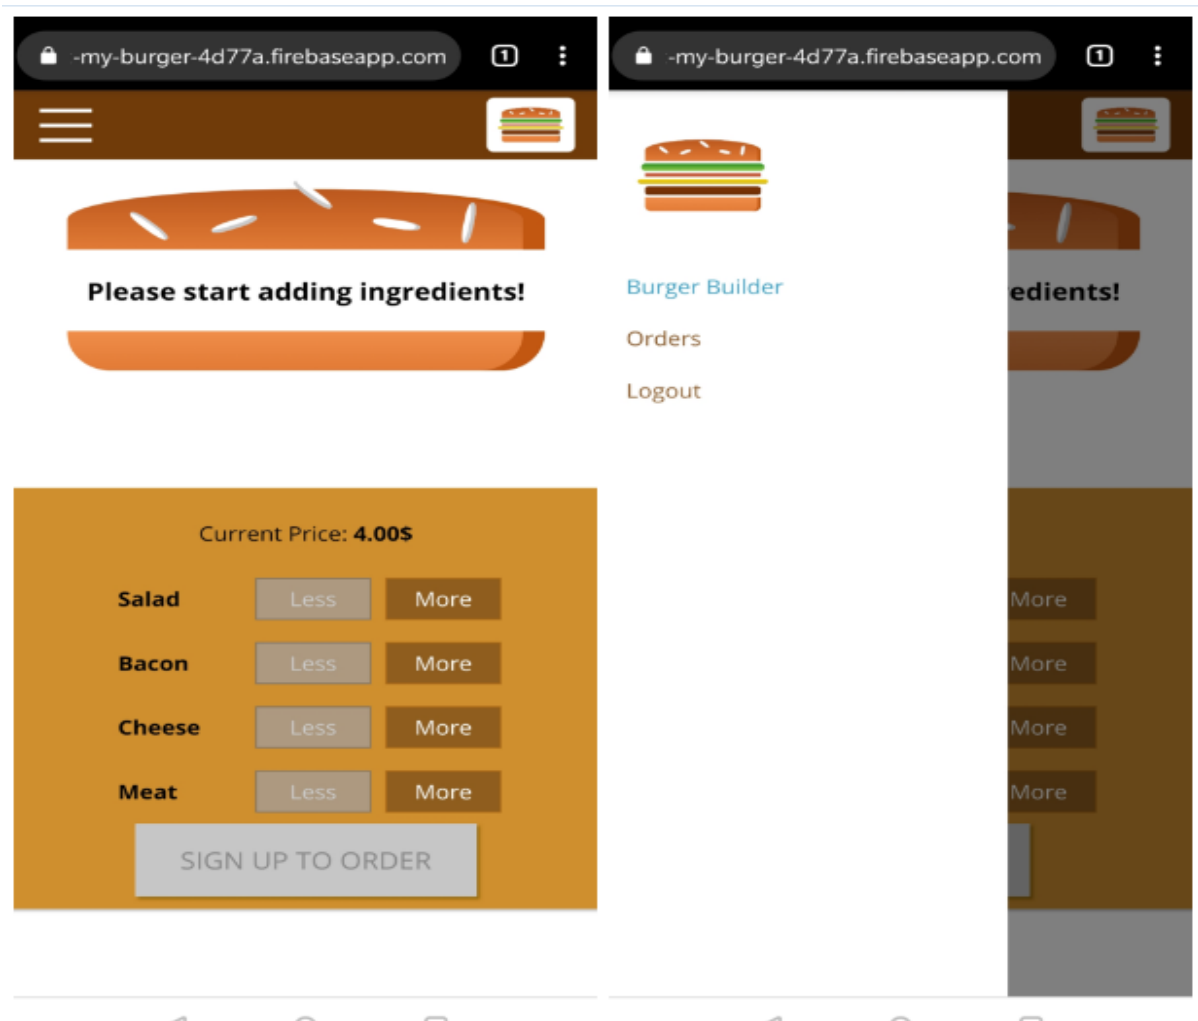 -my-burger-4d77a.firebaseapp.com
1
Please start adding ingredients!
Current Price: 4.00$
Salad Less More
Bacon Less More
Cheese Less More
Meat Less More
SIGN UP TO ORDER
-my-burger-4d77a.firebaseapp.com
1
Burger Builder
Orders
Logout
edients!
More
More
More
More